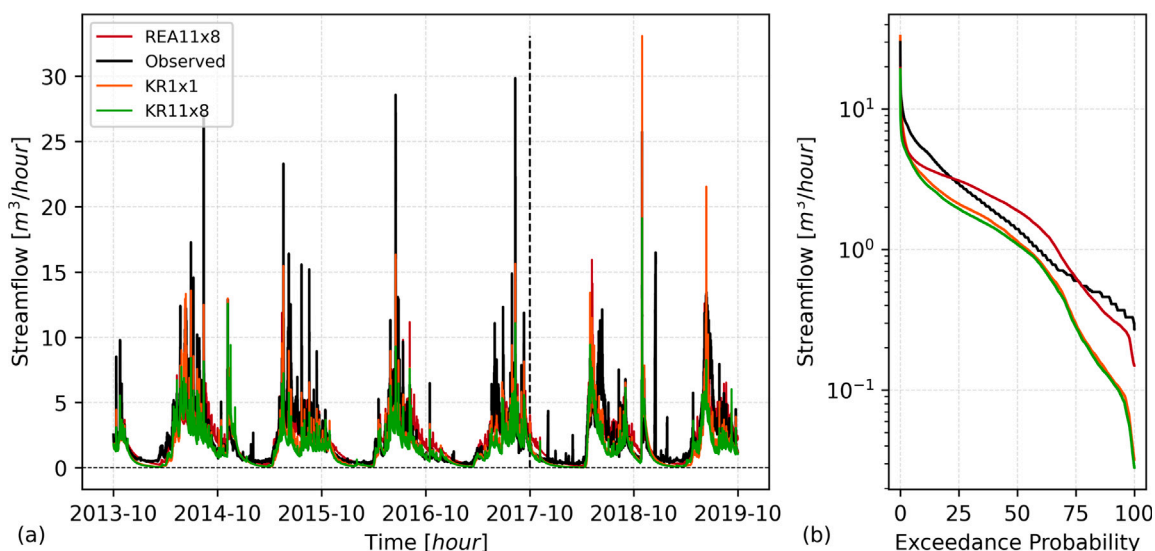 REA11x8
Observed
KR1x1
KR11x8
Streamflow [m³/hour]
30
25
20
15
10
5
0
2013-10 2014-10 2015-10 2016-10 2017-10 2018-10 2019-10
(a)
Time [hour]
Streamflow [m³/hour]
10¹
10⁰
10⁻¹
0 25 50 75 100
(b)
Exceedance Probability